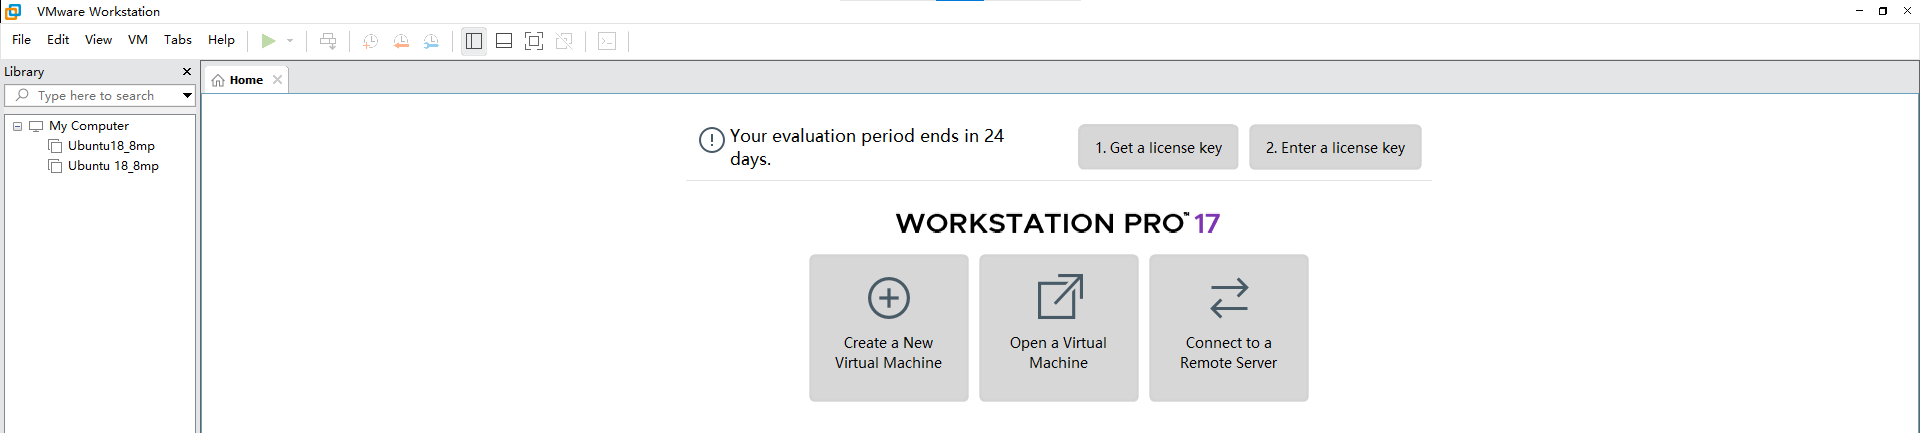 VMware Workstation
File Edit View VM Tabs Help
Library
Type here to search
My Computer
Ubuntu18_8mp
Ubuntu 18_8mp
Home
Your evaluation period ends in 24
days.
1. Get a license key
2. Enter a license key
WORKSTATION PRO™ 17
Create a New
Virtual Machine
Open a Virtual
Machine
Connect to a
Remote Server